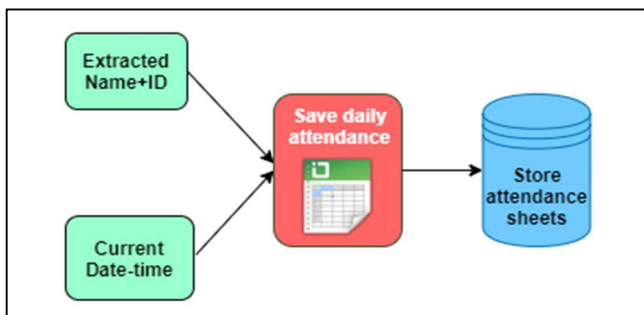 Extracted
Name+ID
Save daily
attendance
Store
attendance
sheets
Current
Date-time